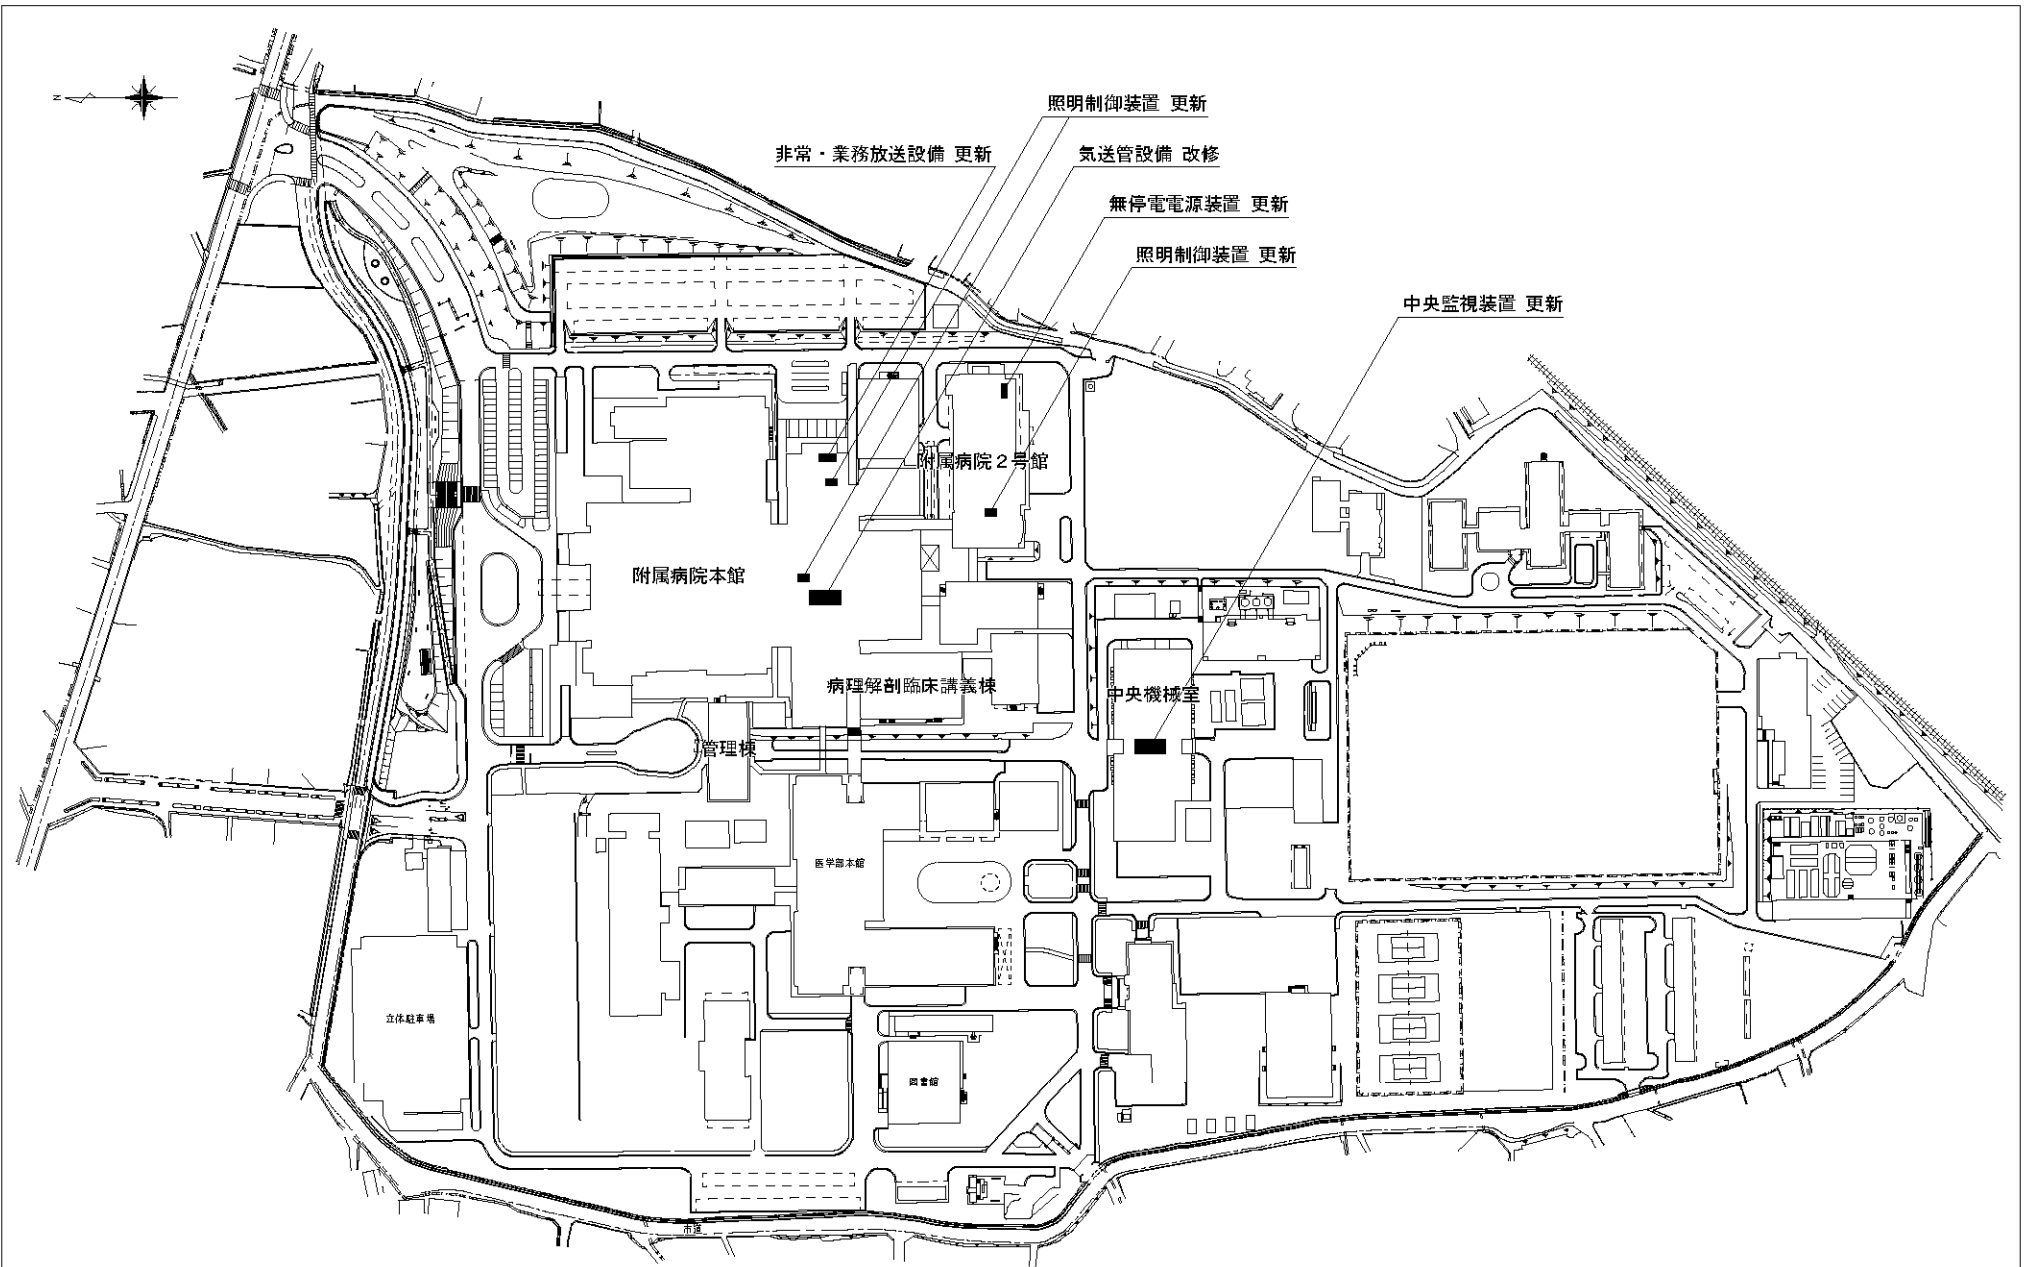 N
照明制御装置 更新
非常・業務放送設備 更新
気送管設備 改修
無停電電源装置 更新
照明制御装置 更新
中央監視装置 更新
附属病院２号館
附属病院本館
病理解剖臨床講義棟
中央機械室
管理棟
医学部本館
立体駐車場
図書館
市道